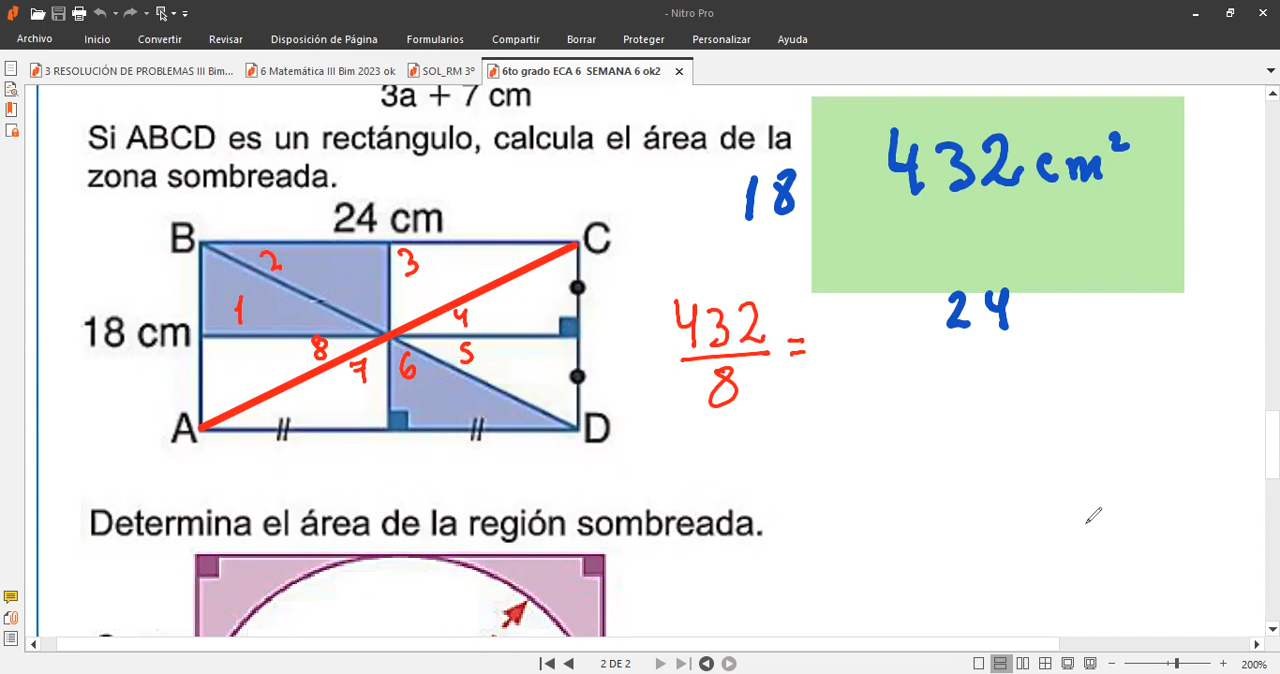 - Nitro Pro
Archivo Inicio Convertir Revisar Disposición de Página Formularios Compartir Borrar Proteger Personalizar Ayuda
3 RESOLUCIÓN DE PROBLEMAS III Bim... 6 Matemática III Bim 2023 ok SOL_RM 3° 6to grado ECA 6 SEMANA 6 ok2
3a + 7 cm
Si ABCD es un rectángulo, calcula el área de la
zona sombreada.
432 cm²
18
24 cm
B
C
2
3
1
4
18 cm
8
5
7
6
A
D
24
432
8
=
Determina el área de la región sombreada.
2 DE 2
200%